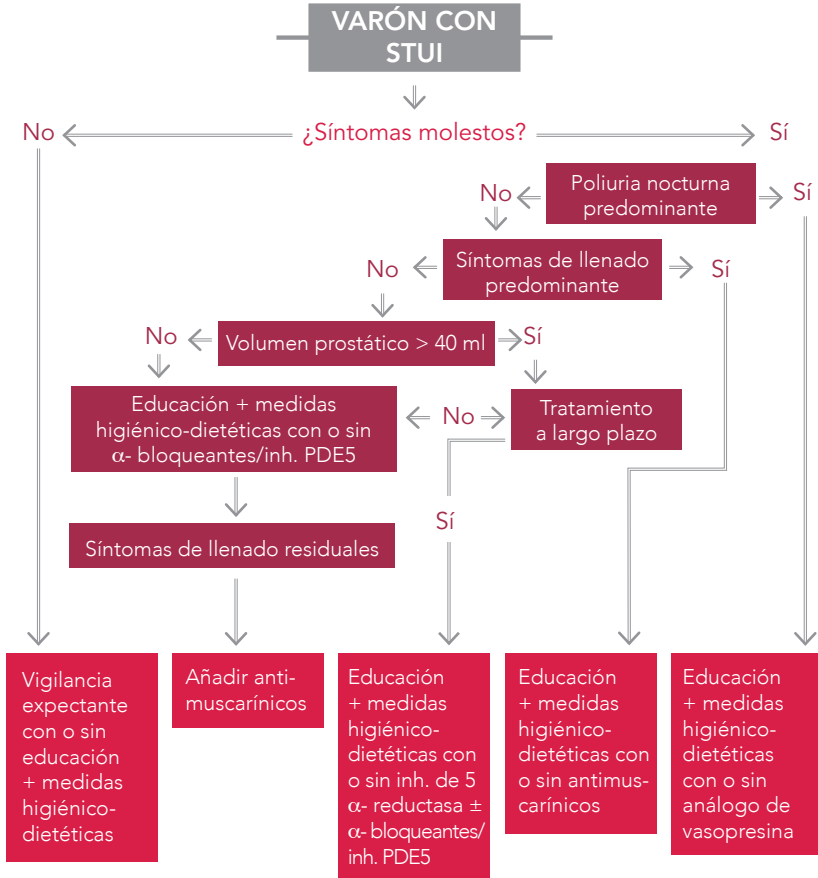 VARÓN CON
STUI
No
¿Síntomas molestos?
Sí
Poliuria nocturna
predominante
No
Sí
Síntomas de llenado
predominante
No
Sí
Volumen prostático > 40 ml
No
Sí
Educación + medidas
higiénico-dietéticas con o sin
α- bloqueantes/inh. PDE5
No
Tratamiento
a largo plazo
Sí
Síntomas de llenado residuales
Vigilancia
expectante
con o sin
educación
+ medidas
higiénico-
dietéticas
Añadir anti-
muscarínicos
Educación
+ medidas
higiénico-
dietéticas con
o sin inh. de 5
α- reductasa ±
α- bloqueantes/
inh. PDE5
Educación
+ medidas
higiénico-
dietéticas con
o sin antimus-
carínicos
Educación
+ medidas
higiénico-
dietéticas
con o sin
análogo de
vasopresina